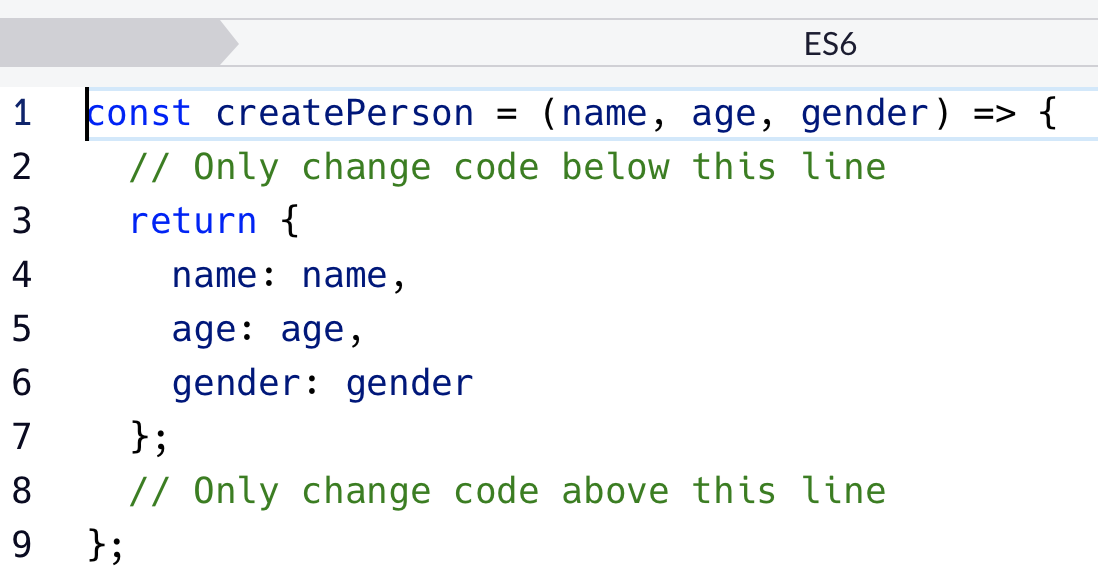 ES6
1 const createPerson = (name, age, gender) => {
2   // Only change code below this line
3   return {
4     name: name,
5     age: age,
6     gender: gender
7   };
8   // Only change code above this line
9 };